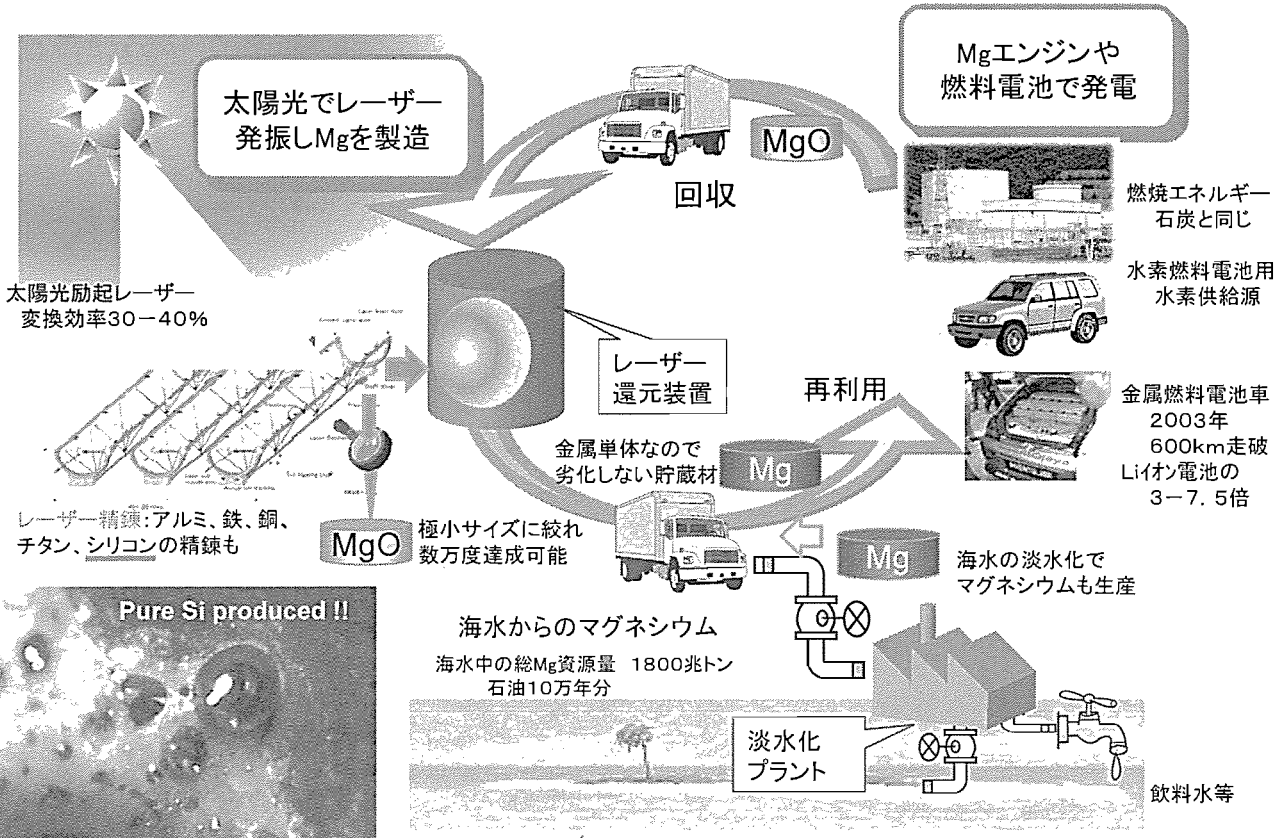 太陽光でレーザー
発振しMgを製造
Mgエンジンや
燃料電池で発電
MgO
回収
燃焼エネルギー
石炭と同じ
水素燃料電池用
水素供給源
太陽光励起レーザー
変換効率30－40%
レーザー
還元装置
再利用
金属燃料電池車
2003年
600km走破
Liイオン電池の
3－7.5倍
金属単体なので
劣化しない貯蔵材
Mg
レーザー精錬:アルミ、鉄、銅、
チタン、シリコンの精錬も
MgO
極小サイズに絞れ
数万度達成可能
Mg
海水の淡水化で
マグネシウムも生産
Pure Si produced !!
海水からのマグネシウム
海水中の総Mg資源量 1800兆トン
石油10万年分
淡水化
プラント
飲料水等